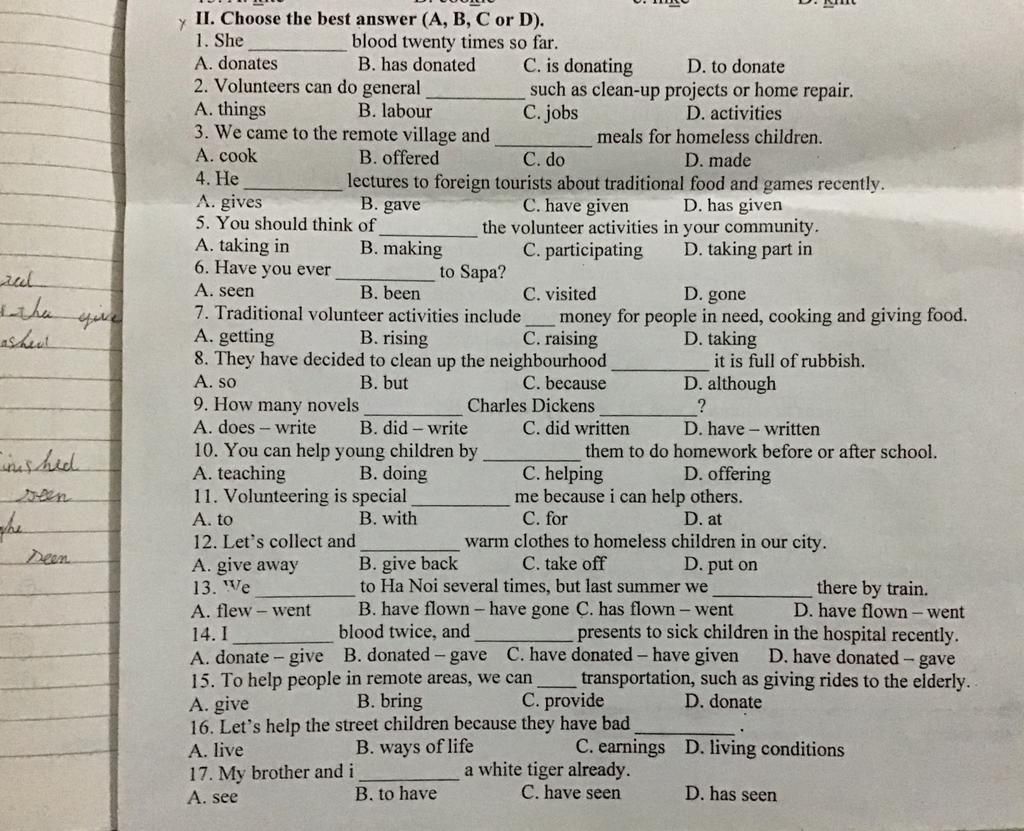 II. Choose the best answer (A, B, C or D).
1. She __________ blood twenty times so far.
A. donates B. has donated C. is donating D. to donate
2. Volunteers can do general __________ such as clean-up projects or home repair.
A. things B. labour C. jobs D. activities
3. We came to the remote village and __________ meals for homeless children.
A. cook B. offered C. do D. made
4. He __________ lectures to foreign tourists about traditional food and games recently.
A. gives B. gave C. have given D. has given
5. You should think of __________ the volunteer activities in your community.
A. taking in B. making C. participating D. taking part in
6. Have you ever __________ to Sapa?
A. seen B. been C. visited D. gone
7. Traditional volunteer activities include ___ money for people in need, cooking and giving food.
A. getting B. rising C. raising D. taking
8. They have decided to clean up the neighbourhood __________ it is full of rubbish.
A. so B. but C. because D. although
9. How many novels __________ Charles Dickens __________?
A. does – write B. did – write C. did written D. have – written
10. You can help young children by __________ them to do homework before or after school.
A. teaching B. doing C. helping D. offering
11. Volunteering is special __________ me because i can help others.
A. to B. with C. for D. at
12. Let's collect and __________ warm clothes to homeless children in our city.
A. give away B. give back C. take off D. put on
13. We __________ to Ha Noi several times, but last summer we __________ there by train.
A. flew – went B. have flown – have gone C. has flown – went D. have flown – went
14. I __________ blood twice, and __________ presents to sick children in the hospital recently.
A. donate – give B. donated – gave C. have donated – have given D. have donated – gave
15. To help people in remote areas, we can ____ transportation, such as giving rides to the elderly.
A. give B. bring C. provide D. donate
16. Let's help the street children because they have bad __________.
A. live B. ways of life C. earnings D. living conditions
17. My brother and i __________ a white tiger already.
A. see B. to have C. have seen D. has seen
give
seen
seen